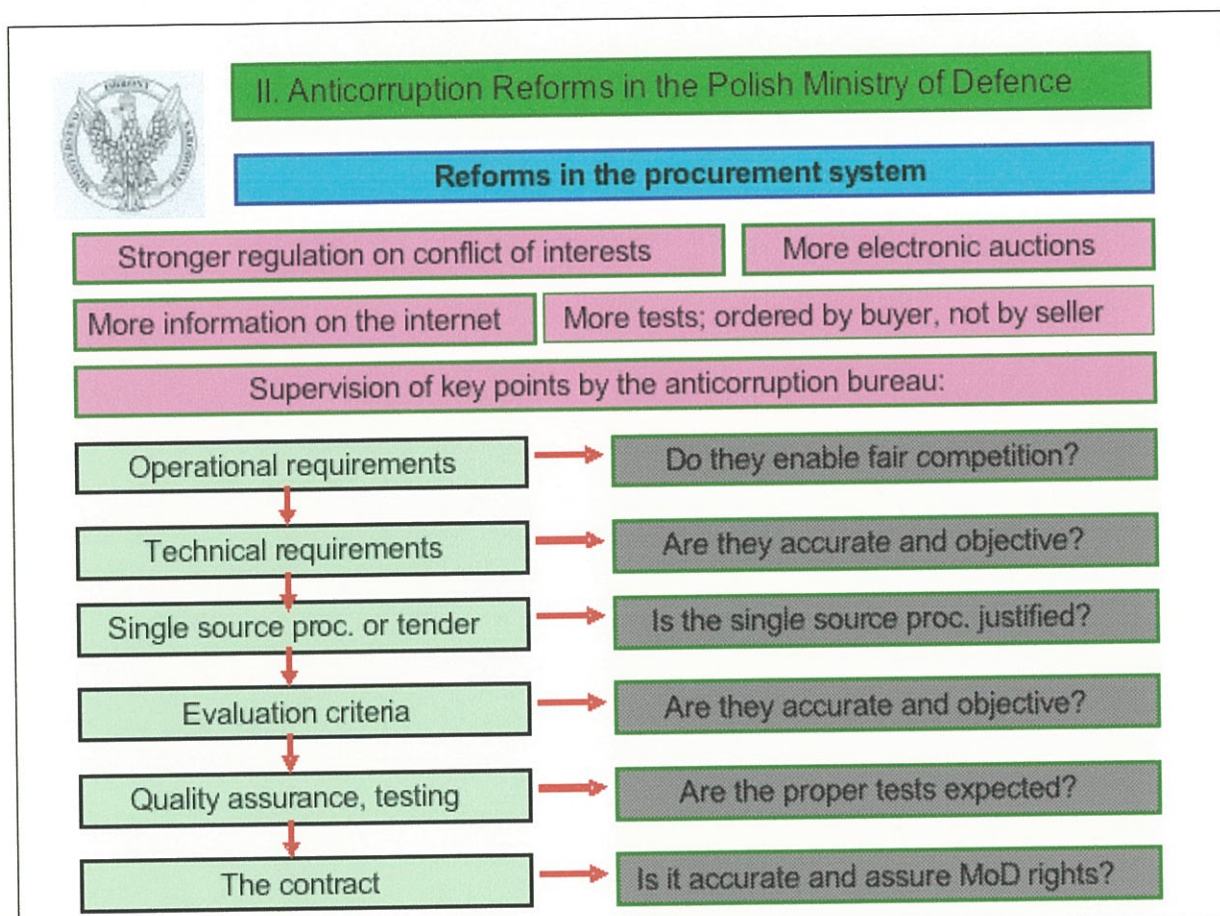 II. Anticorruption Reforms in the Polish Ministry of Defence
Reforms in the procurement system
Stronger regulation on conflict of interests
More electronic auctions
More information on the internet
More tests; ordered by buyer, not by seller
Supervision of key points by the anticorruption bureau:
Operational requirements
Do they enable fair competition?
Technical requirements
Are they accurate and objective?
Single source proc. or tender
Is the single source proc. justified?
Evaluation criteria
Are they accurate and objective?
Quality assurance, testing
Are the proper tests expected?
The contract
Is it accurate and assure MoD rights?